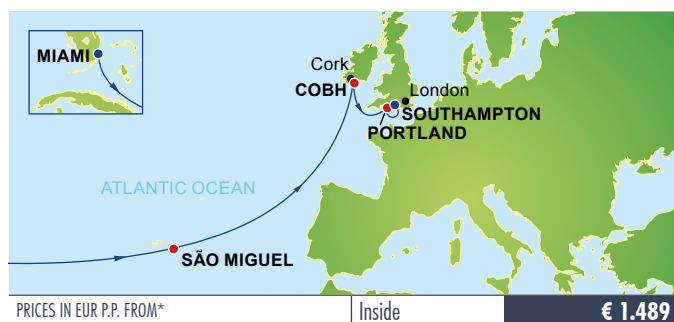 MIAMI
Cork
COBH
London
SOUTHAMPTON
PORTLAND
ATLANTIC OCEAN
SÃO MIGUEL
PRICES IN EUR P.P. FROM* Inside € 1.489